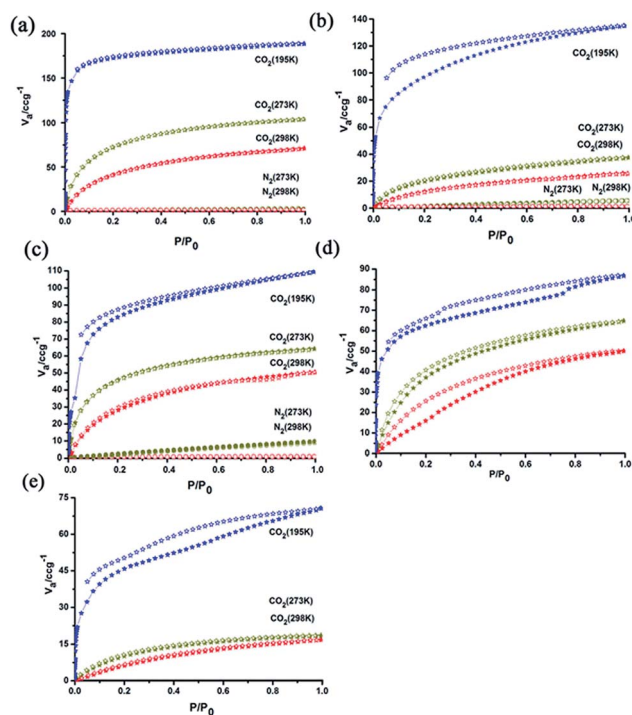 (a)
200
150
100
50
0
V_a/ccg^-1
CO2(195K)
CO2(273K)
CO2(298K)
N2(273K)
N2(298K)
0.0 0.2 0.4 0.6 0.8 1.0
P/P0
(b)
140
120
100
80
60
40
20
0
V_a/ccg^-1
CO2(195K)
CO2(273K)
CO2(298K)
N2(273K) N2(298K)
0.0 0.2 0.4 0.6 0.8 1.0
P/P0
(c)
110
100
90
80
70
60
50
40
30
20
10
0
V_a/ccg^-1
CO2(195K)
CO2(273K)
CO2(298K)
N2(273K)
N2(298K)
0.0 0.2 0.4 0.6 0.8 1.0
P/P0
(d)
90
80
70
60
50
40
30
20
10
0
0.0 0.2 0.4 0.6 0.8 1.0
P/P0
(e)
75
60
45
30
15
0
V_a/ccg^-1
CO2(195K)
CO2(273K)
CO2(298K)
0.0 0.2 0.4 0.6 0.8 1.0
P/P0